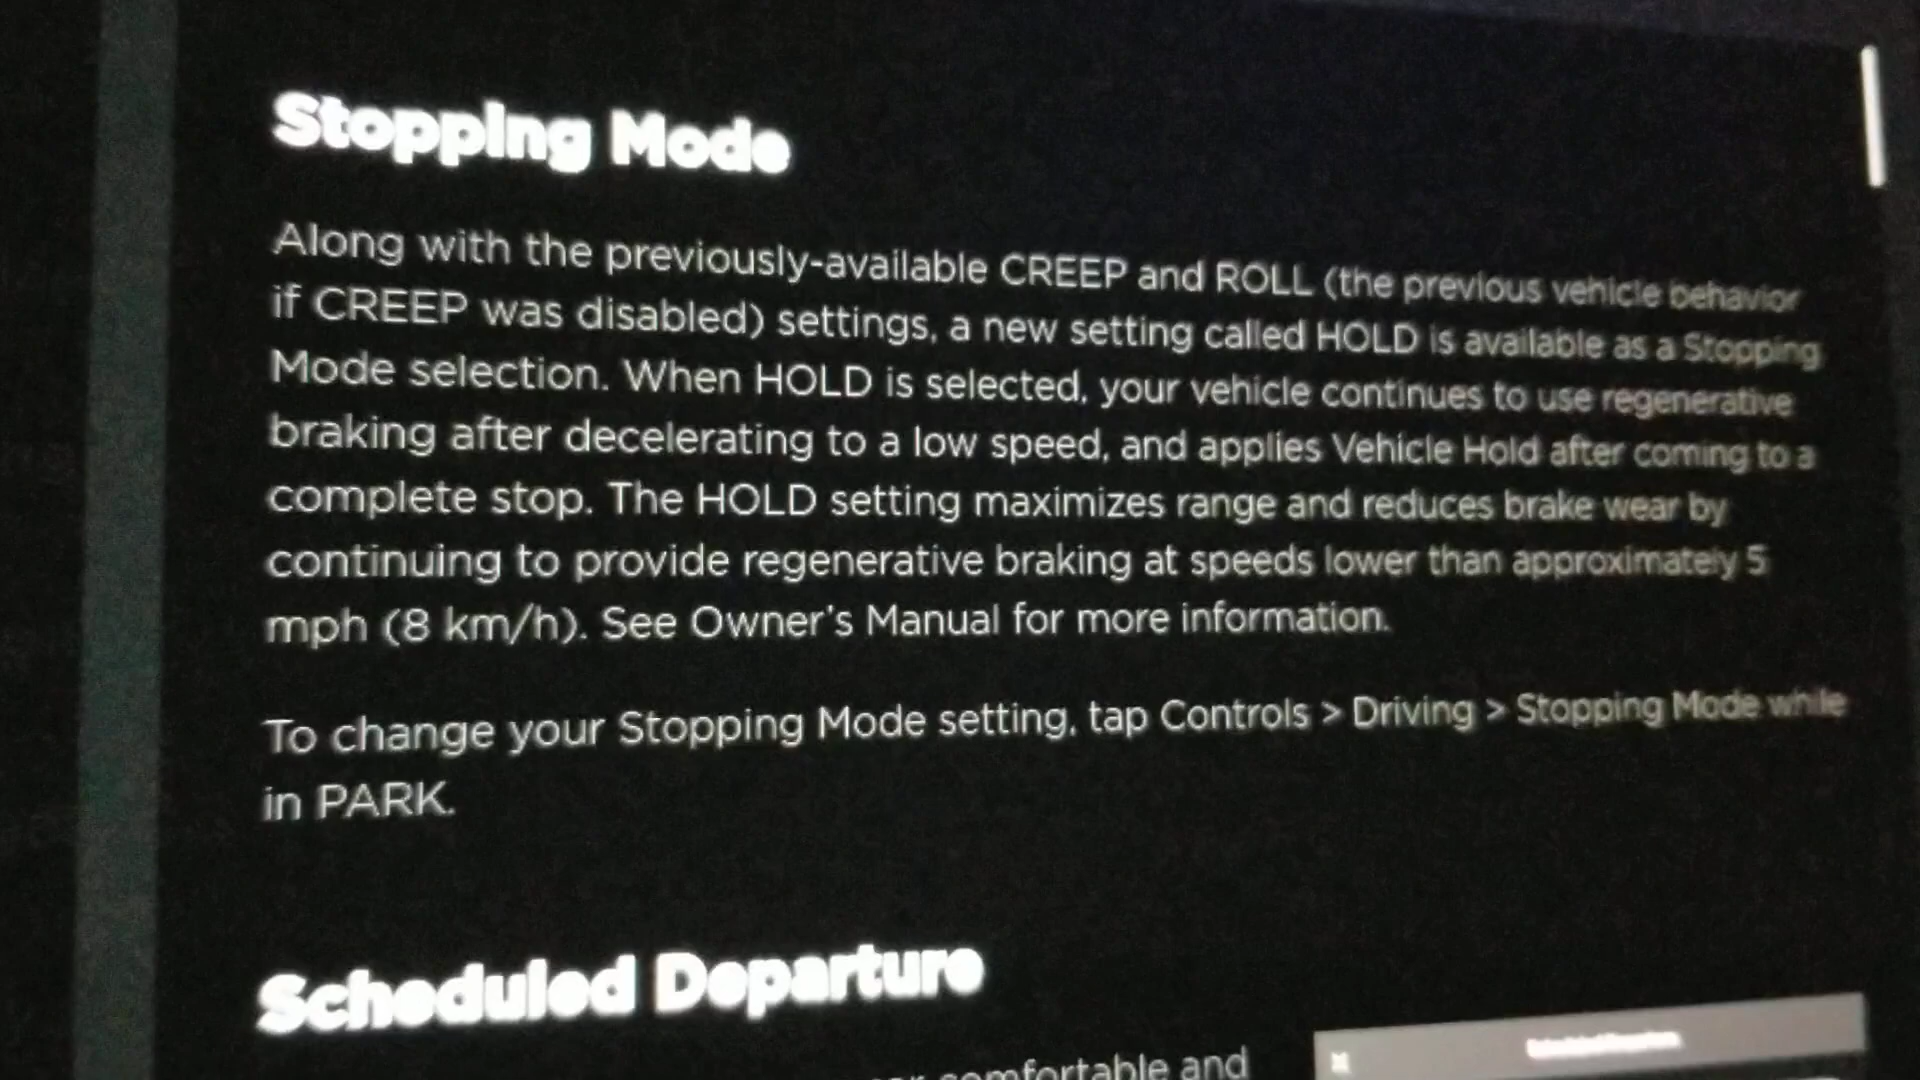 Stopping Mode
Along with the previously-available CREEP and ROLL (the previous vehicle behavior
if CREEP was disabled) settings, a new setting called HOLD is available as a Stopping
Mode selection. When HOLD is selected, your vehicle continues to use regenerative
braking after decelerating to a low speed, and applies Vehicle Hold after coming to a
complete stop. The HOLD setting maximizes range and reduces brake wear by
continuing to provide regenerative braking at speeds lower than approximately 5
mph (8 km/h). See Owner's Manual for more information.
To change your Stopping Mode setting, tap Controls > Driving > Stopping Mode while
in PARK.
Scheduled Departure
comfortable and